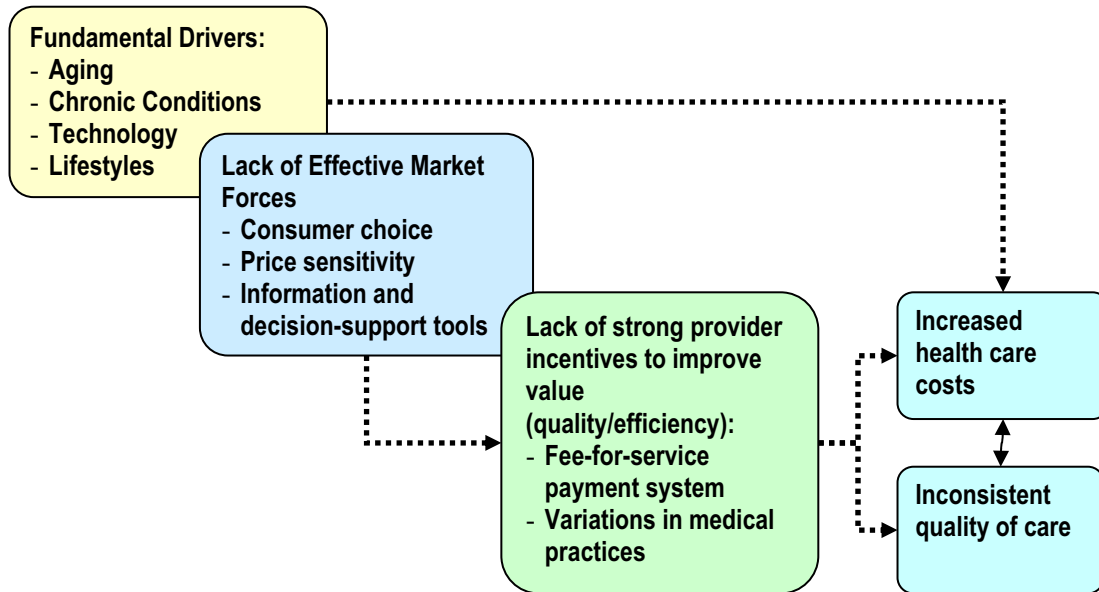 Fundamental Drivers:
- Aging
- Chronic Conditions
- Technology
- Lifestyles
Lack of Effective Market
Forces
- Consumer choice
- Price sensitivity
- Information and
decision-support tools
Lack of strong provider
incentives to improve
value
(quality/efficiency):
- Fee-for-service
payment system
- Variations in medical
practices
Increased
health care
costs
Inconsistent
quality of care